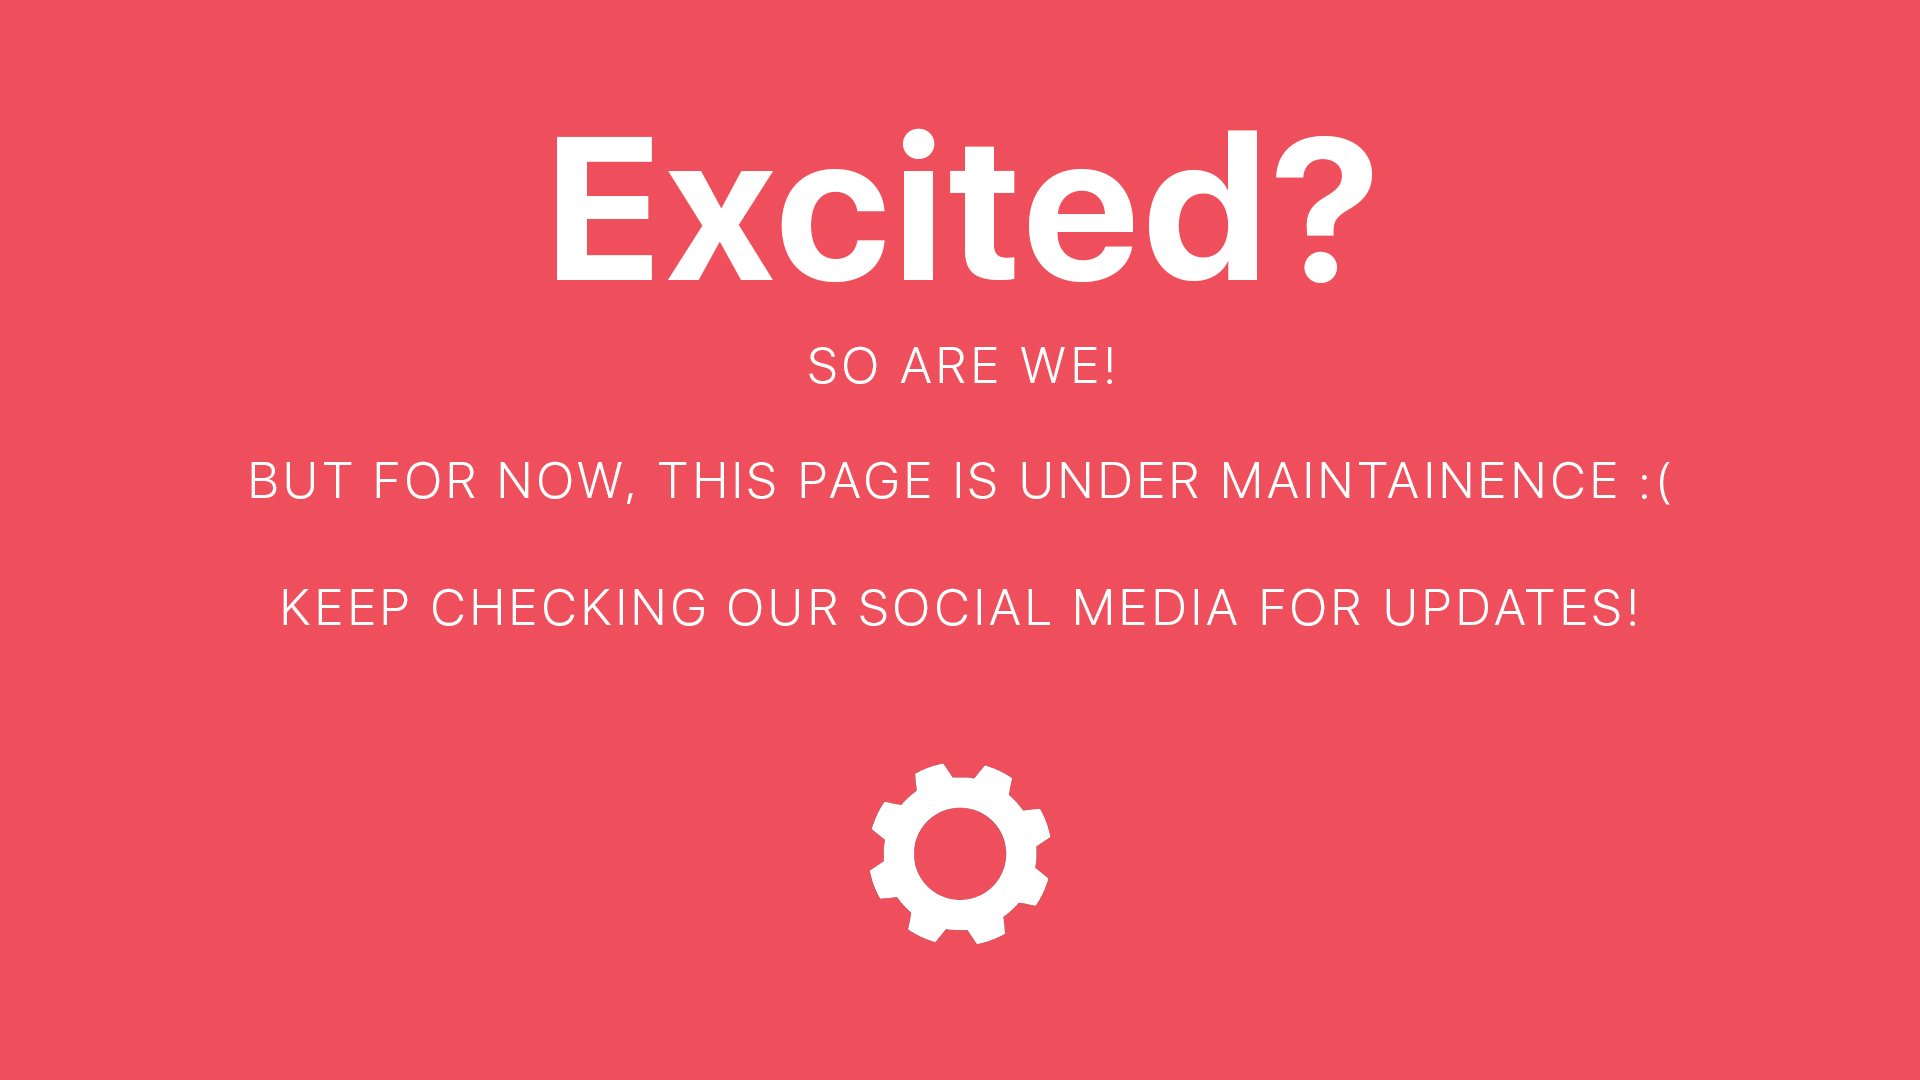 Excited?
SO ARE WE!
BUT FOR NOW, THIS PAGE IS UNDER MAINTAINENCE :(
KEEP CHECKING OUR SOCIAL MEDIA FOR UPDATES!